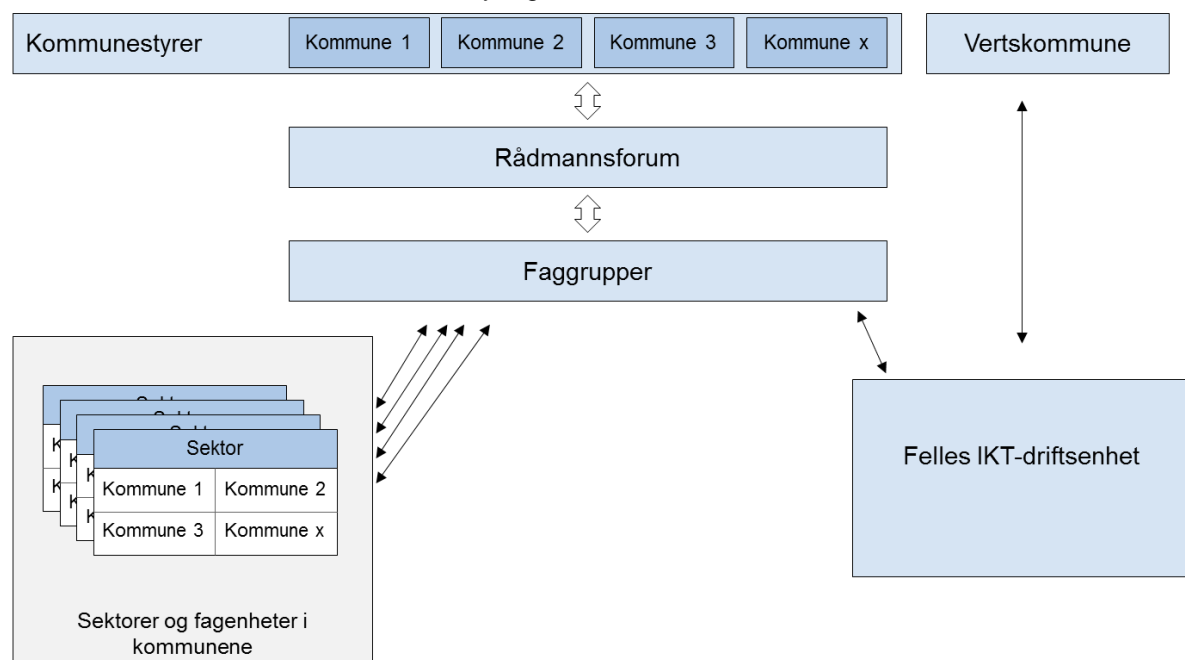 Kommunestyrer
Kommune 1
Kommune 2
Kommune 3
Kommune x
Vertskommune
Rådmannsforum
Faggrupper
Sektor
Kommune 1
Kommune 2
Kommune 3
Kommune x
Felles IKT-driftsenhet
Sektorer og fagenheter i
kommunene